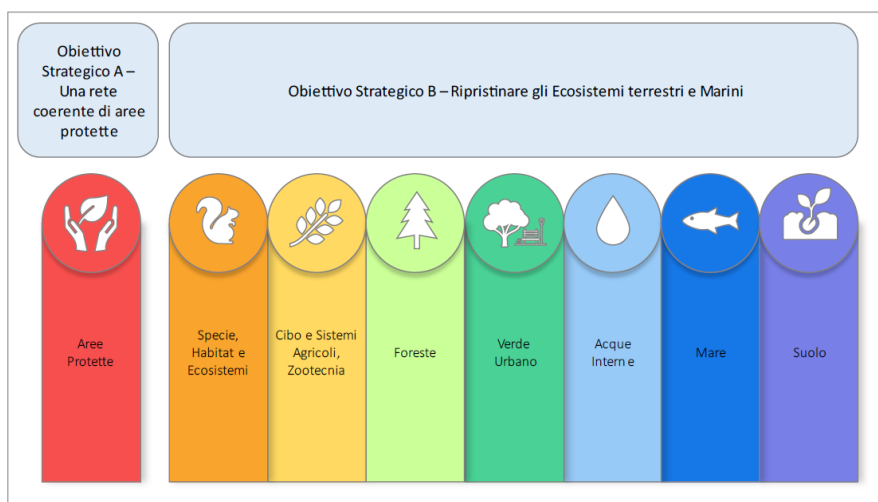 Obiettivo
Strategico A –
Una rete
coerente di aree
protette
Obiettivo Strategico B – Ripristinare gli Ecosistemi terrestri e Marini
Aree
Protette
Specie,
Habitat e
Ecosistemi
Cibo e Sistemi
Agricoli,
Zootecnia
Foreste
Verde
Urbano
Acque
Interne
Mare
Suolo